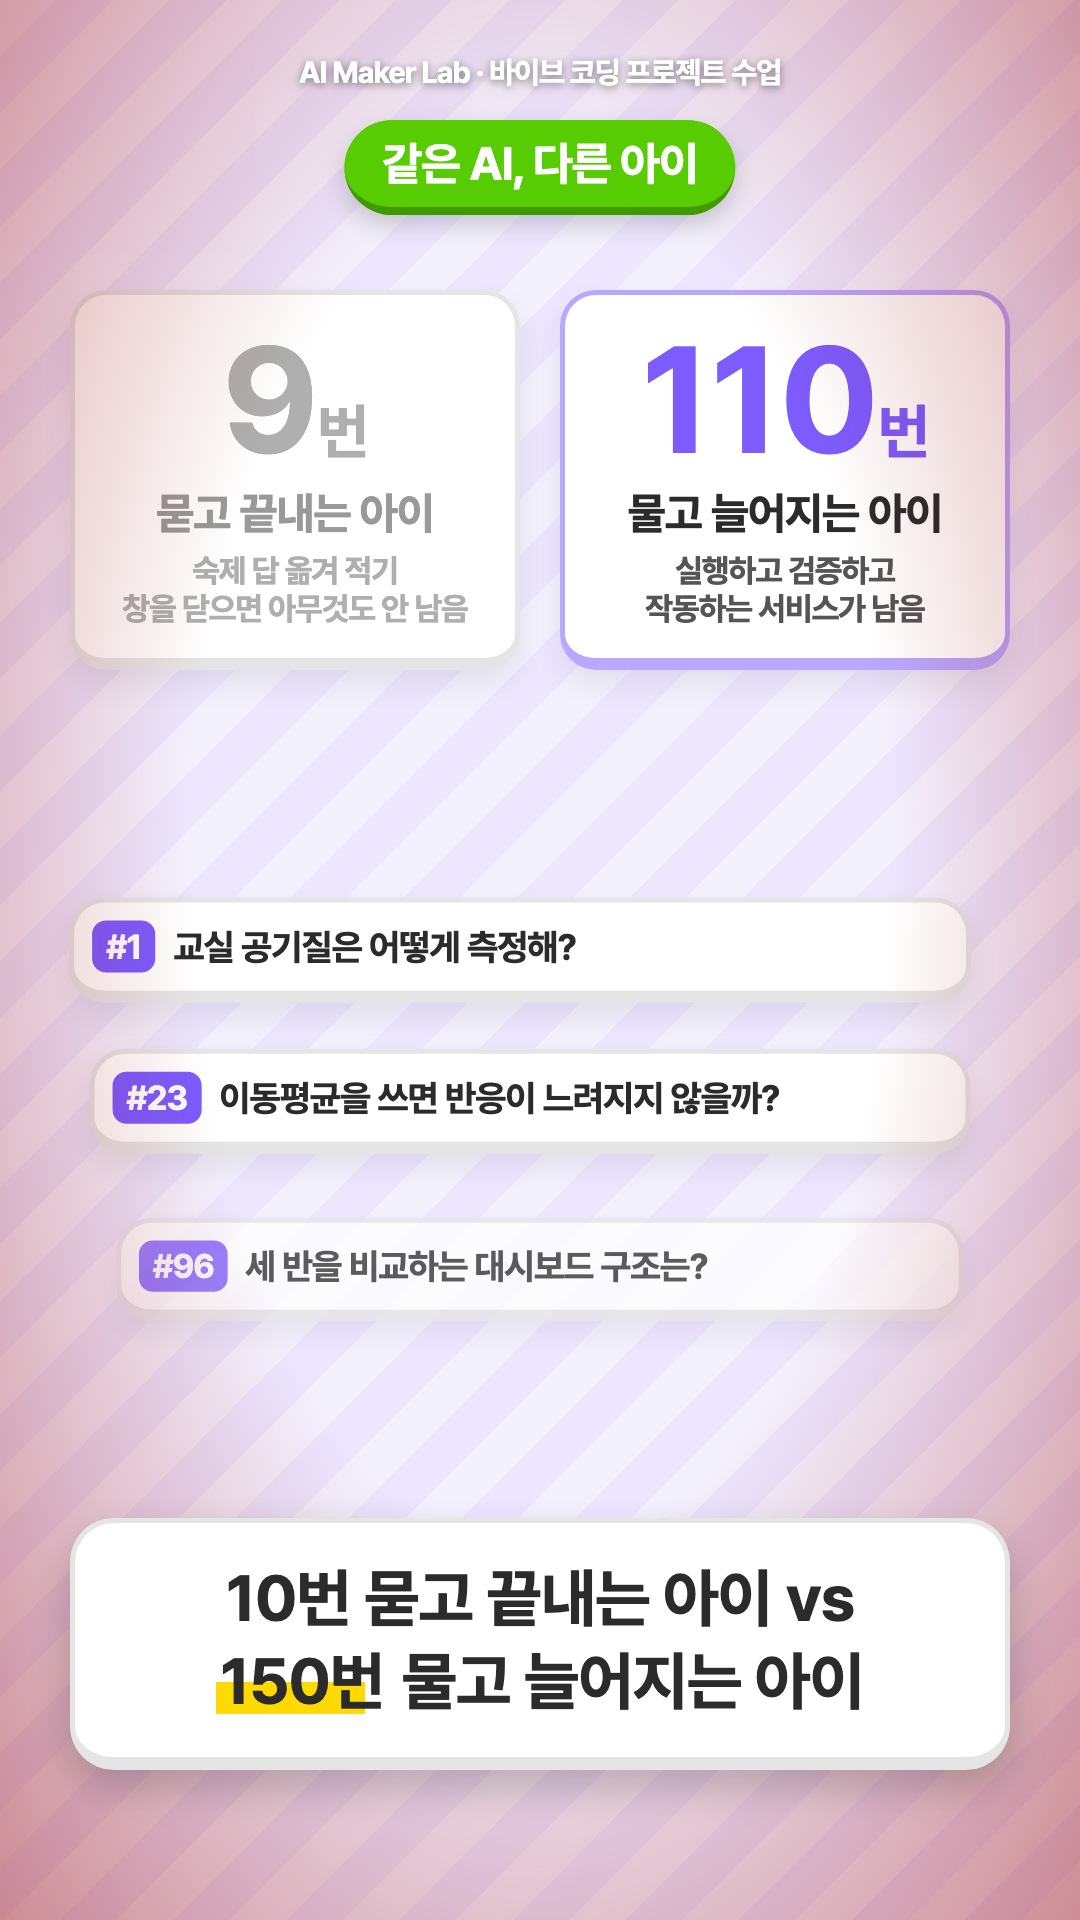 AI Maker Lab · 바이브 코딩 프로젝트 수업
같은 AI, 다른 아이
9번
묻고 끝내는 아이
숙제 답 옮겨 적기
창을 닫으면 아무것도 안 남음
110번
물고 늘어지는 아이
실행하고 검증하고
작동하는 서비스가 남음
#1 교실 공기질은 어떻게 측정해?
#23 이동평균을 쓰면 반응이 느려지지 않을까?
#96 세 반을 비교하는 대시보드 구조는?
10번 묻고 끝내는 아이 vs
150번 물고 늘어지는 아이